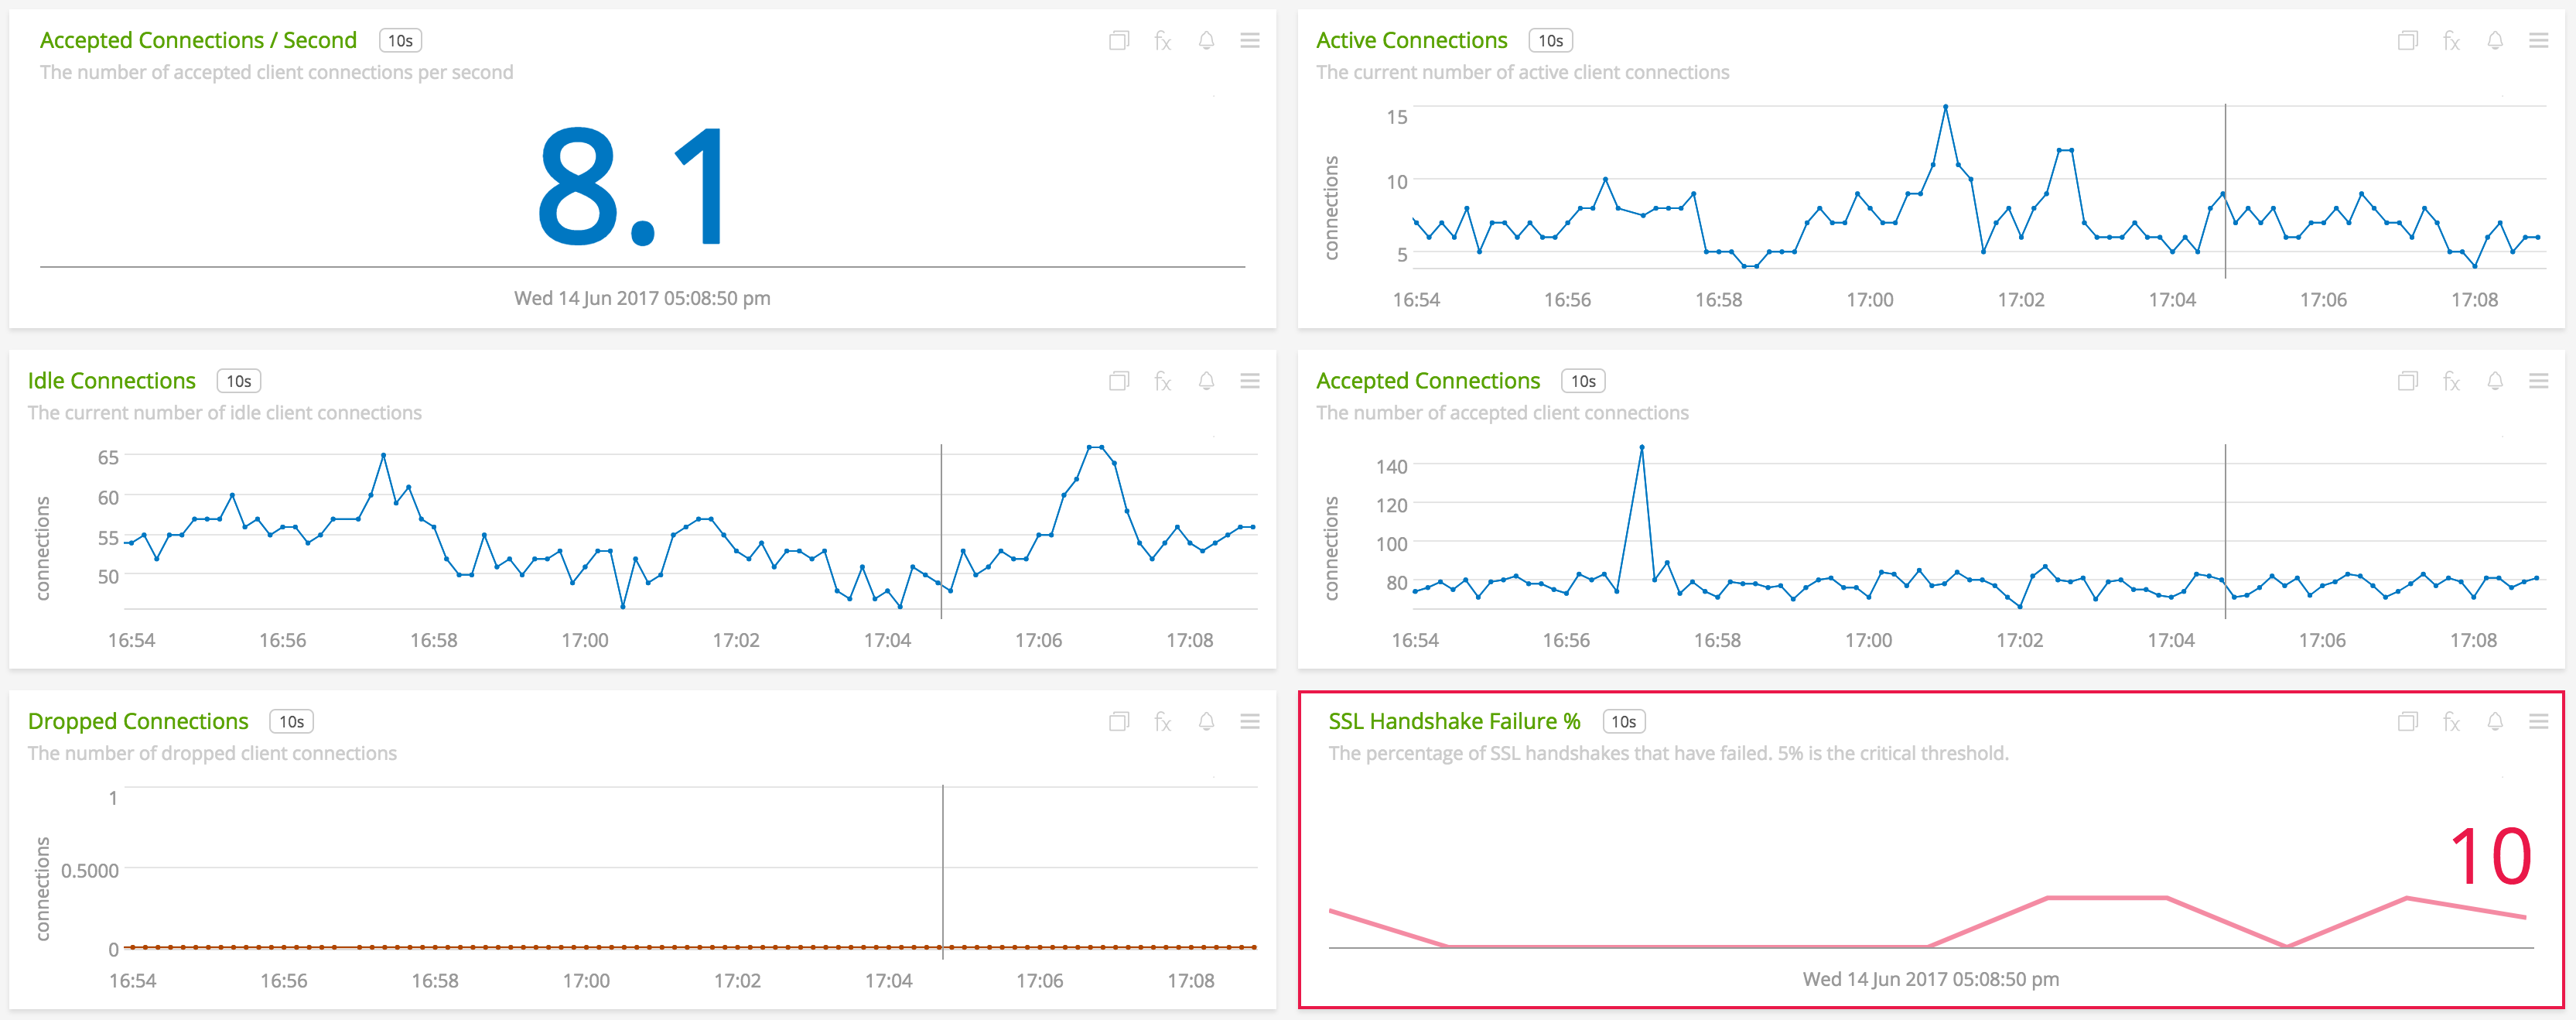 Accepted Connections / Second 10s fx
The number of accepted client connections per second
8.1
Wed 14 Jun 2017 05:08:50 pm
Active Connections 10s fx
The current number of active client connections
connections
15
10
5
16:54 16:56 16:58 17:00 17:02 17:04 17:06 17:08
Idle Connections 10s fx
The current number of idle client connections
connections
65
60
55
50
16:54 16:56 16:58 17:00 17:02 17:04 17:06 17:08
Accepted Connections 10s fx
The number of accepted client connections
connections
140
120
100
80
16:54 16:56 16:58 17:00 17:02 17:04 17:06 17:08
Dropped Connections 10s fx
The number of dropped client connections
connections
1
0.5000
0
16:54 16:56 16:58 17:00 17:02 17:04 17:06 17:08
SSL Handshake Failure % 10s fx
The percentage of SSL handshakes that have failed. 5% is the critical threshold.
10
Wed 14 Jun 2017 05:08:50 pm